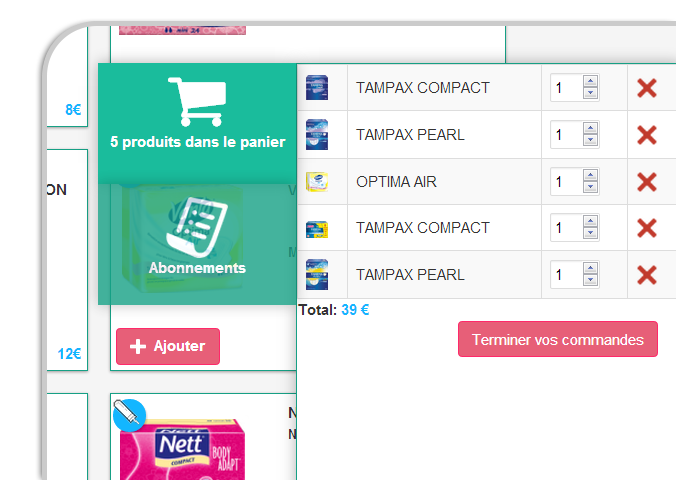 8€
5 produits dans le panier
TAMPAX COMPACT 1
TAMPAX PEARL 1
OPTIMA AIR 1
TAMPAX COMPACT 1
TAMPAX PEARL 1
Total: 39 €
Terminer vos commandes
ON
V
M
Abonnements
12€
Ajouter
N
N
Nett
COMPACT
BODY
ADAPT